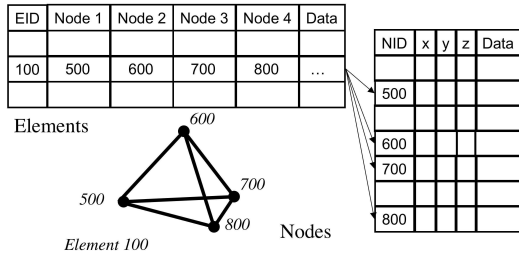 EID Node 1 Node 2 Node 3 Node 4 Data
100 500 600 700 800 ...
Elements
NID x y z Data
500
600
700
800
600
500
700
800
Element 100
Nodes